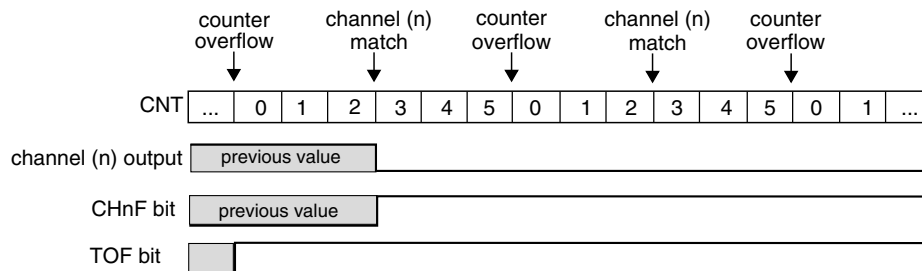 counter overflow
channel (n) match
counter overflow
channel (n) match
counter overflow
CNT ... 0 1 2 3 4 5 0 1 2 3 4 5 0 1 ...
channel (n) output previous value
CHnF bit previous value
TOF bit